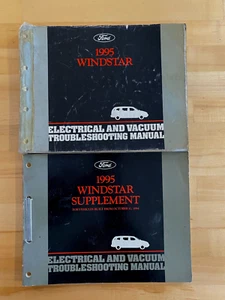 Ford
1995
WINDSTAR
ELECTRICAL AND VACUUM
TROUBLESHOOTING MANUAL
Ford
1995
WINDSTAR
SUPPLEMENT
ELECTRICAL AND VACUUM
TROUBLESHOOTING MANUAL